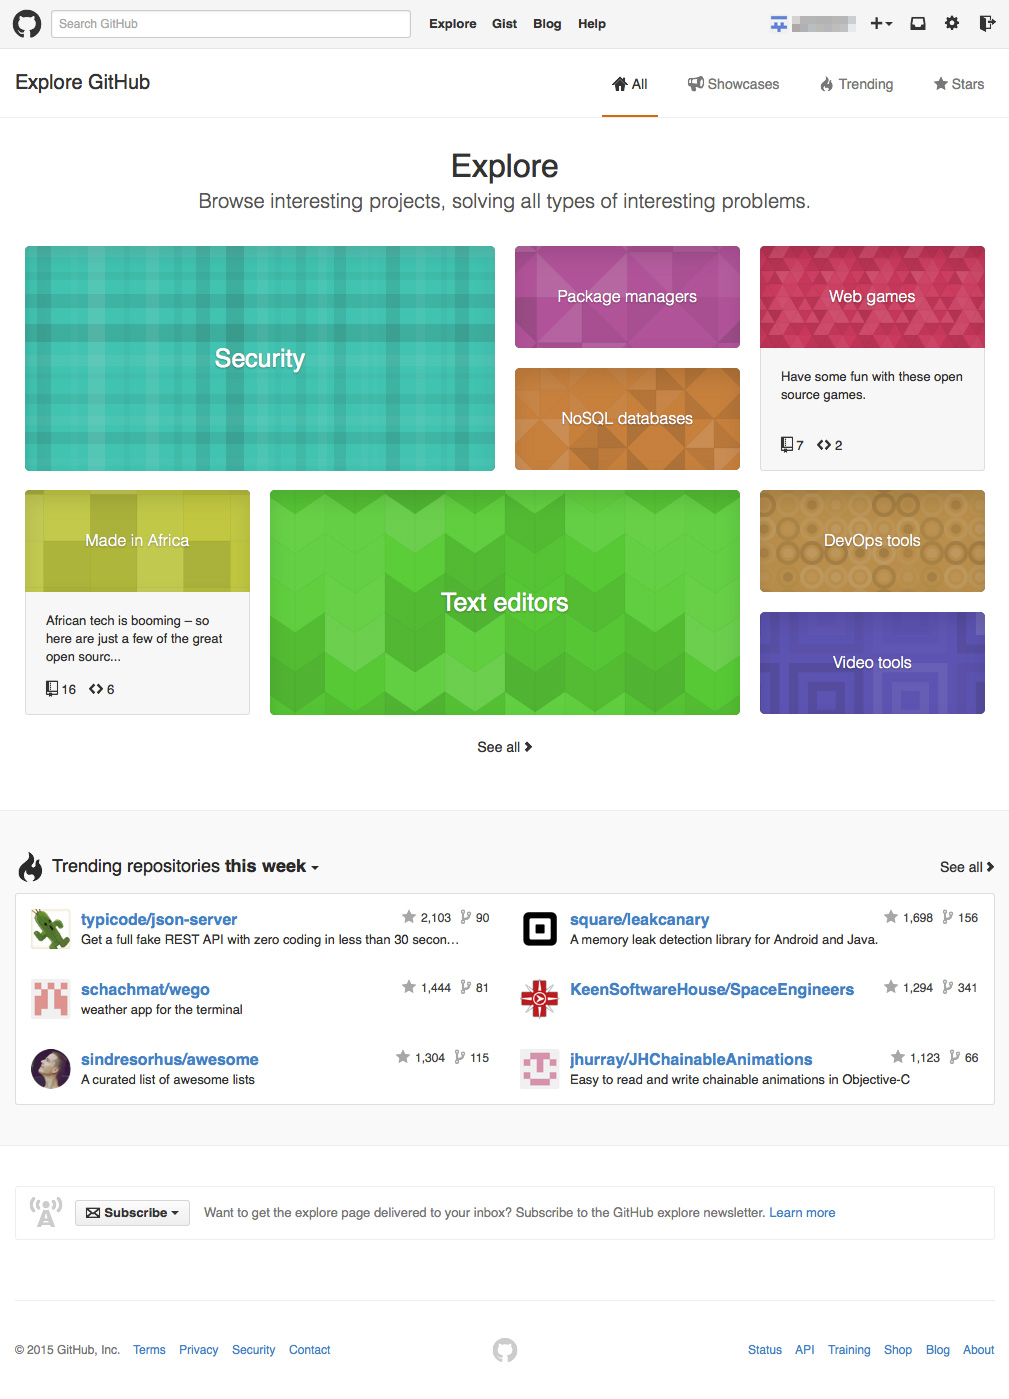 Search GitHub
Explore Gist Blog Help
Explore GitHub
All Showcases Trending Stars
Explore
Browse interesting projects, solving all types of interesting problems.
Security
Package managers
Web games
Have some fun with these open
source games.
7 2
NoSQL databases
Made in Africa
African tech is booming – so
here are just a few of the great
open sourc...
16 6
Text editors
DevOps tools
Video tools
See all
Trending repositories this week
See all
typicode/json-server 2,103 90
Get a full fake REST API with zero coding in less than 30 secon…
square/leakcanary 1,698 156
A memory leak detection library for Android and Java.
schachmat/wego 1,444 81
weather app for the terminal
KeenSoftwareHouse/SpaceEngineers 1,294 341
sindresorhus/awesome 1,304 115
A curated list of awesome lists
jhurray/JHChainableAnimations 1,123 66
Easy to read and write chainable animations in Objective-C
Subscribe Want to get the explore page delivered to your inbox? Subscribe to the GitHub explore newsletter. Learn more
© 2015 GitHub, Inc. Terms Privacy Security Contact Status API Training Shop Blog About